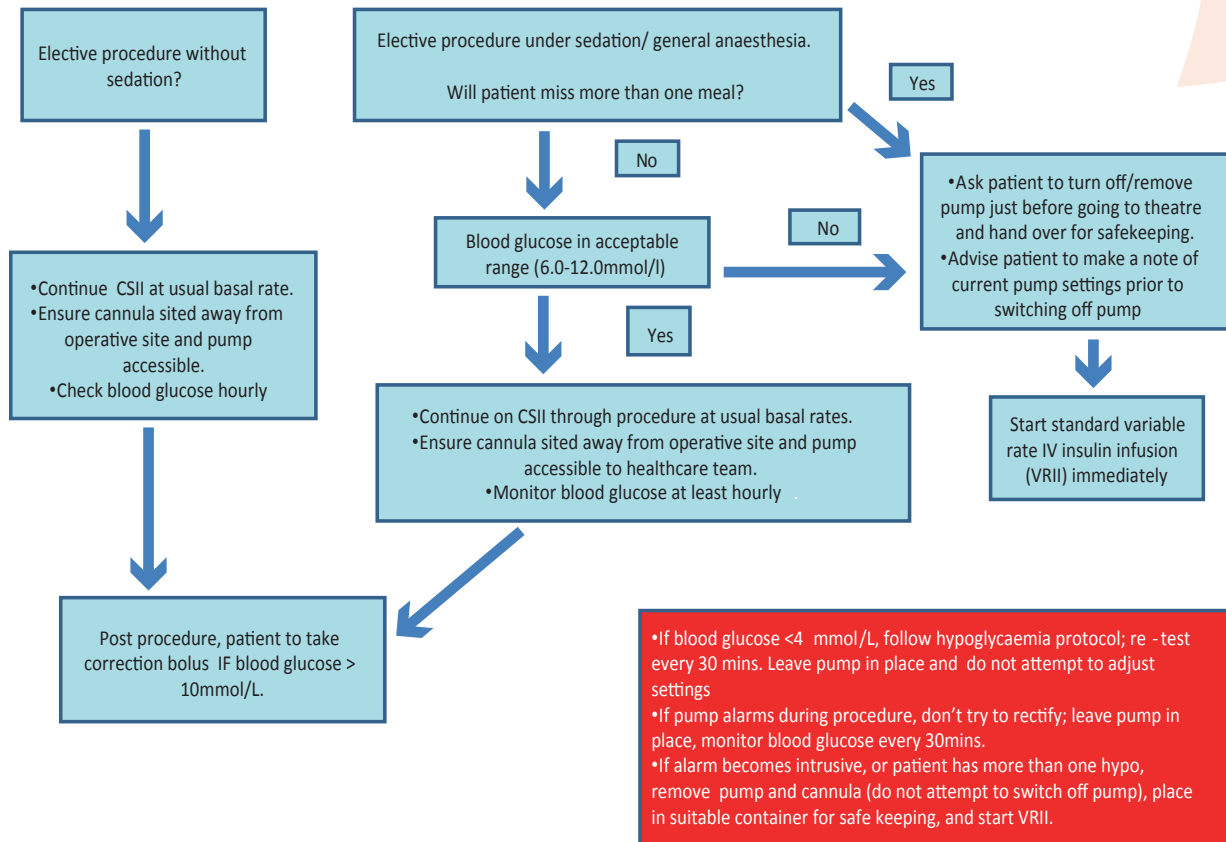 Elective procedure without
sedation?
Elective procedure under sedation/ general anaesthesia.
Will patient miss more than one meal?
Yes
No
•Ask patient to turn off/remove
pump just before going to theatre
and hand over for safekeeping.
•Advise patient to make a note of
current pump settings prior to
switching off pump
Blood glucose in acceptable
range (6.0-12.0mmol/l)
No
Yes
•Continue CSII at usual basal rate.
•Ensure cannula sited away from
operative site and pump
accessible.
•Check blood glucose hourly
•Continue on CSII through procedure at usual basal rates.
•Ensure cannula sited away from operative site and pump
accessible to healthcare team.
•Monitor blood glucose at least hourly .
Start standard variable
rate IV insulin infusion
(VRII) immediately
Post procedure, patient to take
correction bolus IF blood glucose >
10mmol/L.
•If blood glucose <4 mmol/L, follow hypoglycaemia protocol; re - test
every 30 mins. Leave pump in place and do not attempt to adjust
settings
•If pump alarms during procedure, don't try to rectify; leave pump in
place, monitor blood glucose every 30mins.
•If alarm becomes intrusive, or patient has more than one hypo,
remove pump and cannula (do not attempt to switch off pump), place
in suitable container for safe keeping, and start VRII.